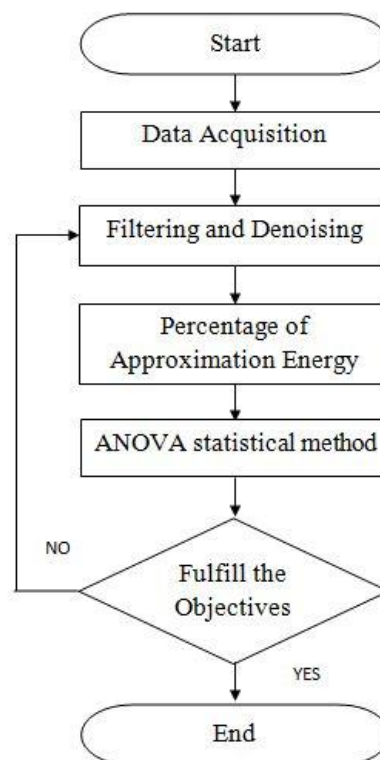 Start
Data Acquisition
Filtering and Denoising
Percentage of
Approximation Energy
ANOVA statistical method
NO
Fulfill the
Objectives
YES
End